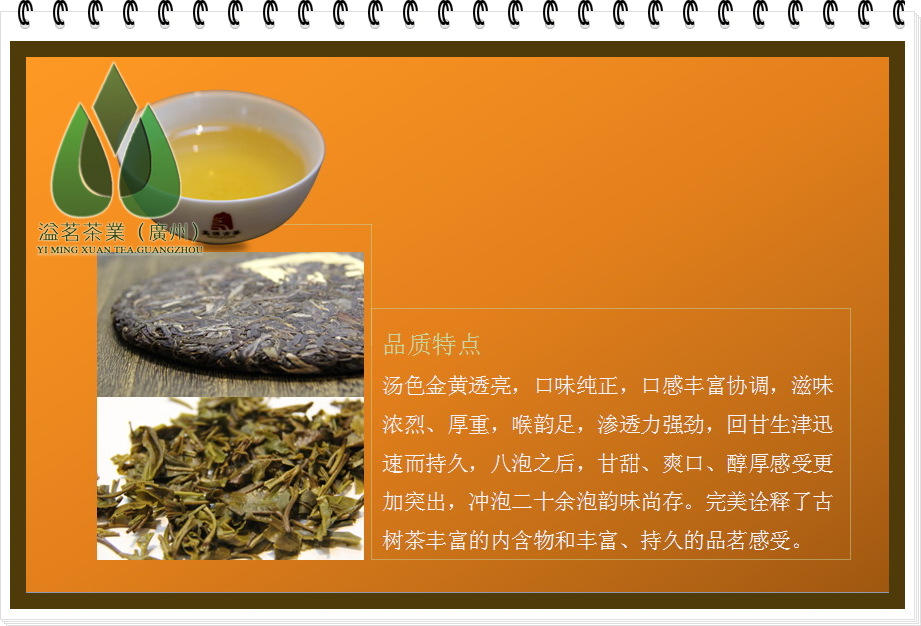 溢茗茶業（廣州）
YI MING XUAN TEA.GUANGZHOU
品质特点
汤色金黄透亮，口味纯正，口感丰富协调，滋味
浓烈、厚重，喉韵足，渗透力强劲，回甘生津迅
速而持久，八泡之后，甘甜、爽口、醇厚感受更
加突出，冲泡二十余泡韵味尚存。完美诠释了古
树茶丰富的内含物和丰富、持久的品茗感受。